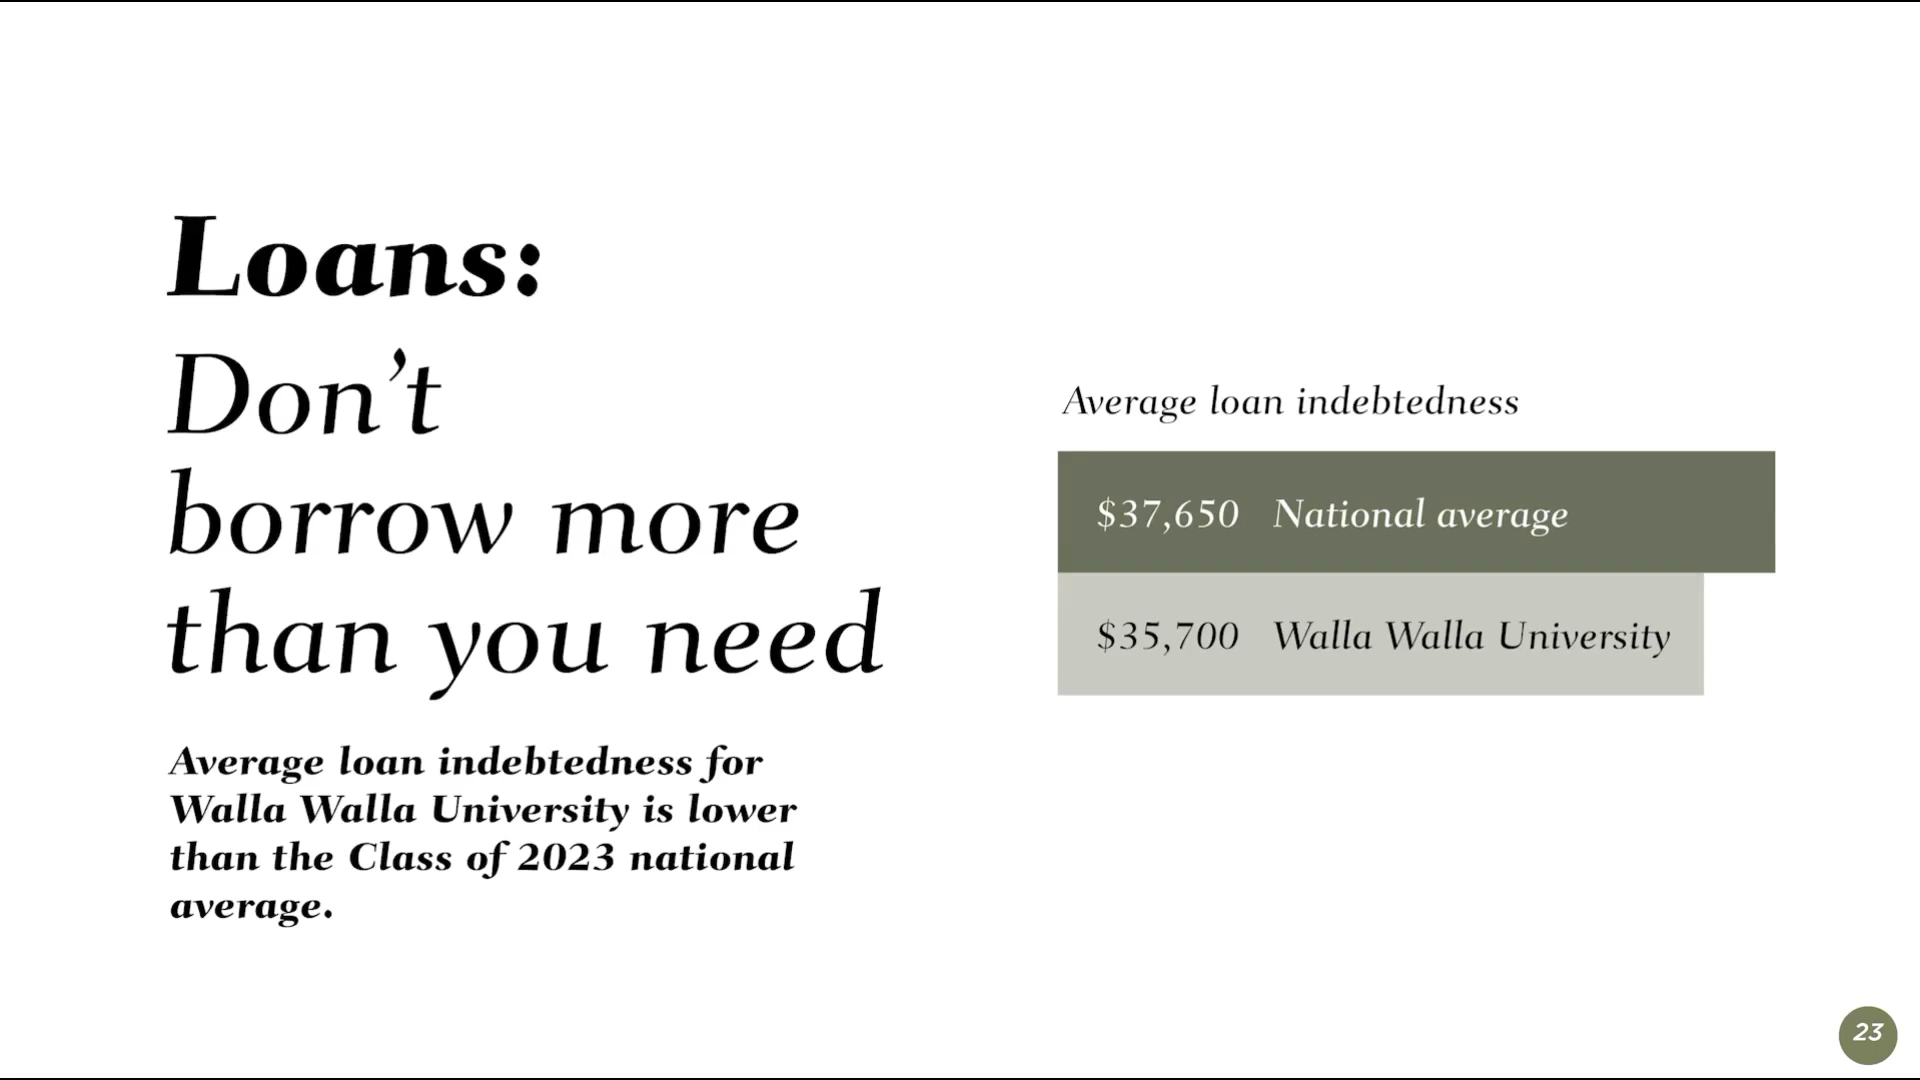 Loans:
Don’t
borrow more
than you need
Average loan indebtedness for
Walla Walla University is lower
than the Class of 2023 national
average.
Average loan indebtedness
$37,650 National average
$35,700 Walla Walla University
23